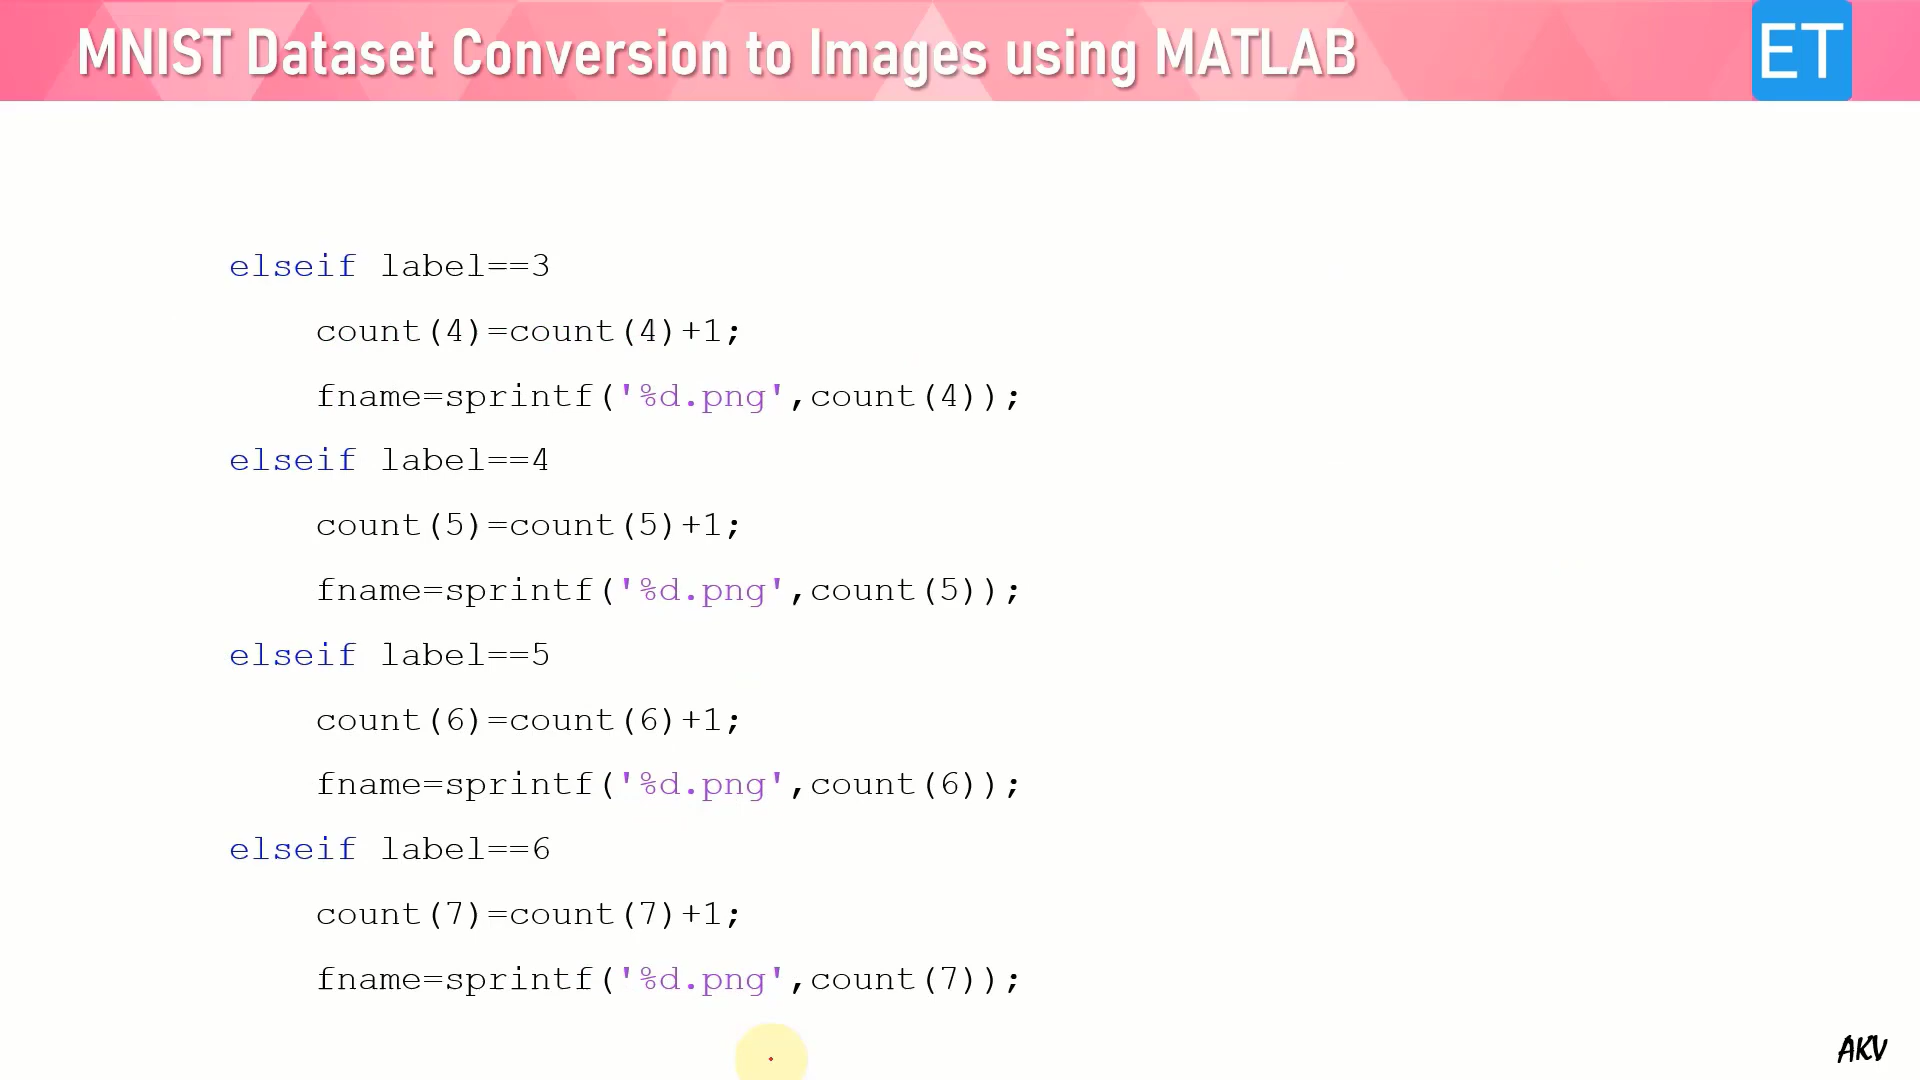 MNIST Dataset Conversion to Images using MATLAB
ET
elseif label==3
count(4)=count(4)+1;
fname=sprintf('%d.png',count(4));
elseif label==4
count(5)=count(5)+1;
fname=sprintf('%d.png',count(5));
elseif label==5
count(6)=count(6)+1;
fname=sprintf('%d.png',count(6));
elseif label==6
count(7)=count(7)+1;
fname=sprintf('%d.png',count(7));
AKV